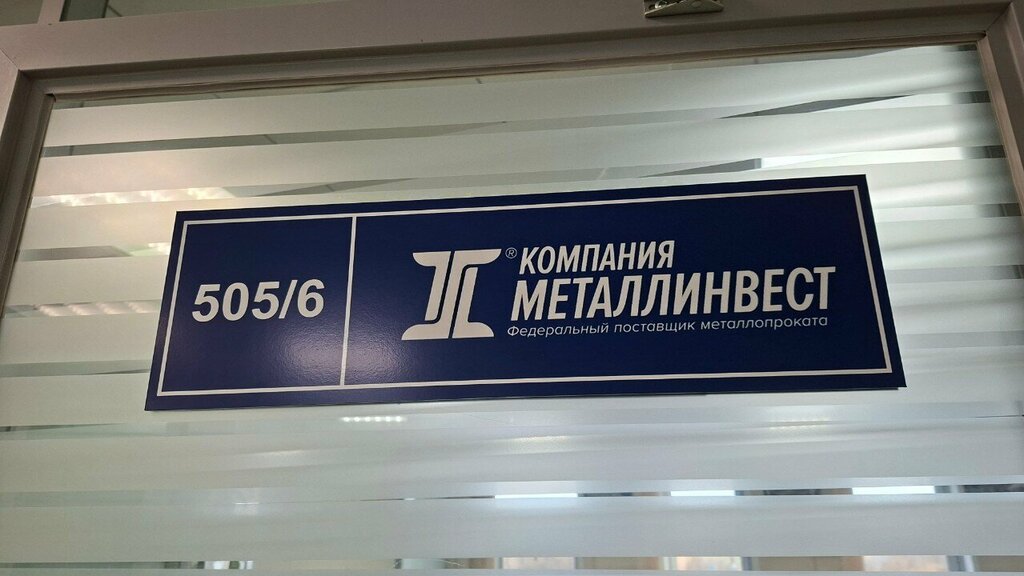 505/6
® КОМПАНИЯ
МЕТАЛЛИНВЕСТ
Федеральный поставщик металлопроката